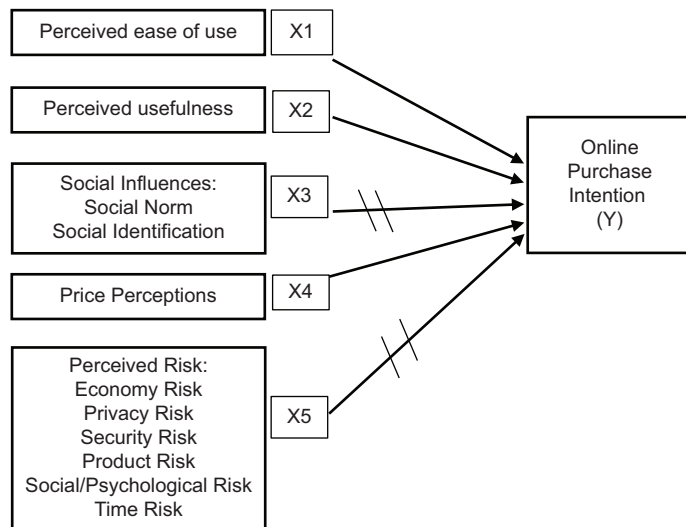 Perceived ease of use
X1
Perceived usefulness
X2
Social Influences:
Social Norm
Social Identification
X3
Price Perceptions
X4
Perceived Risk:
Economy Risk
Privacy Risk
Security Risk
Product Risk
Social/Psychological Risk
Time Risk
X5
Online
Purchase
Intention
(Y)